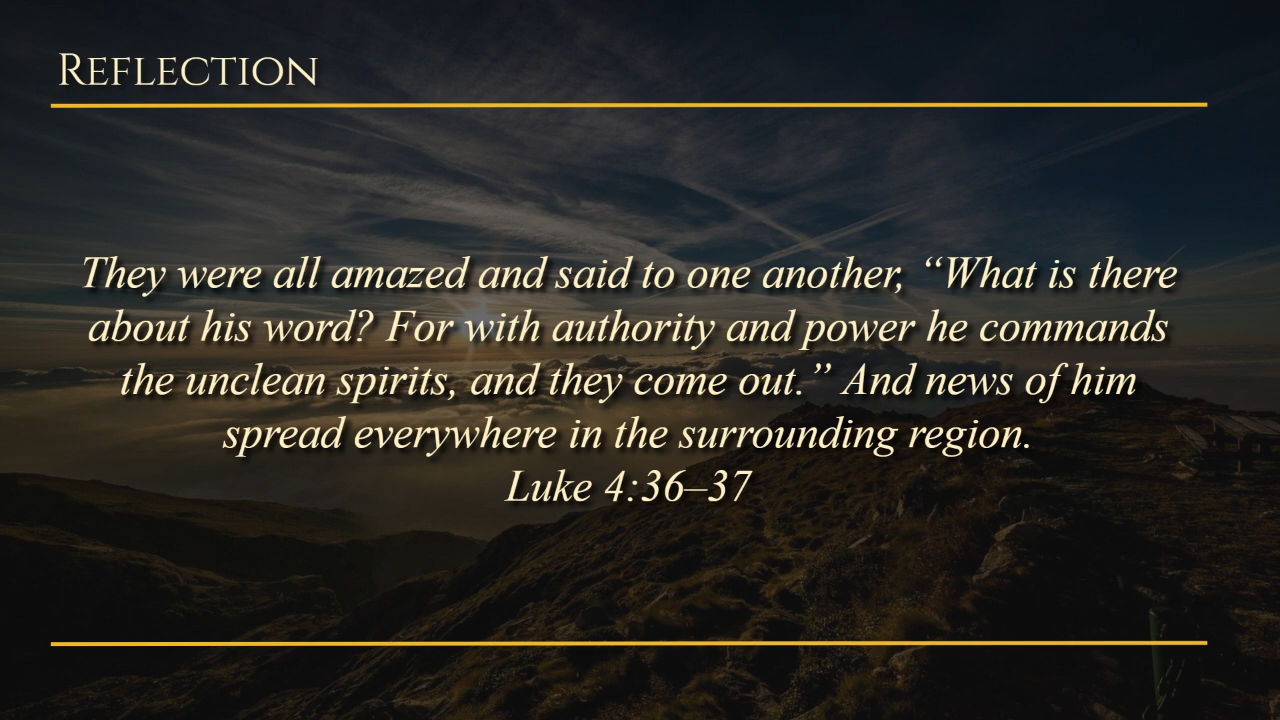 Reflection
They were all amazed and said to one another, “What is there
about his word? For with authority and power he commands
the unclean spirits, and they come out.” And news of him
spread everywhere in the surrounding region.
Luke 4:36–37